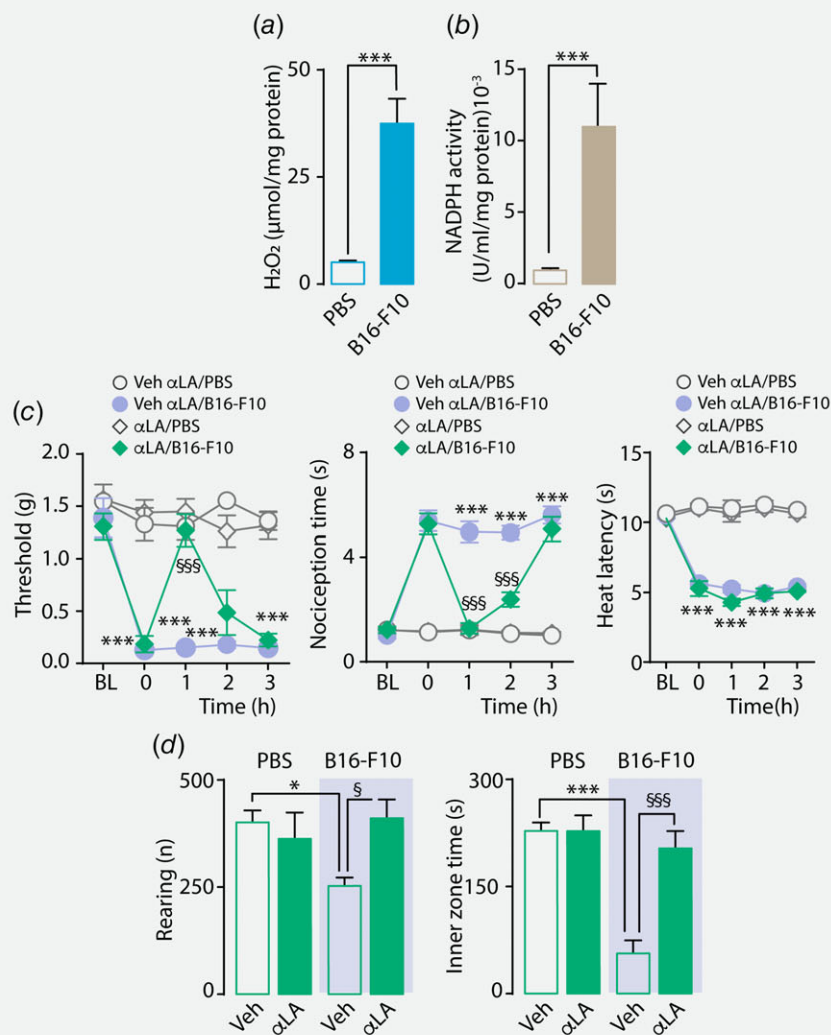 (a)
***
H₂O₂ (μmol/mg protein)
50
25
0
PBS
B16-F10
(b)
***
NADPH activity
(U/ml/mg protein)10⁻³
15
10
5
0
PBS
B16-F10
(c)
Veh αLA/PBS
Veh αLA/B16-F10
αLA/PBS
αLA/B16-F10
Threshold (g)
2.0
1.5
1.0
0.5
0.0
§§§
***
***
***
***
BL 0 1 2 3
Time (h)
Veh αLA/PBS
Veh αLA/B16-F10
αLA/PBS
αLA/B16-F10
Nociception time (s)
8
6
4
2
0
***
***
***
§§§
§§§
BL 0 1 2 3
Time (h)
Veh αLA/PBS
Veh αLA/B16-F10
αLA/PBS
αLA/B16-F10
Heat latency (s)
15
10
5
0
***
***
***
***
BL 0 1 2 3
Time(h)
(d)
PBS
B16-F10
Rearing (n)
500
250
0
*
§
Veh
αLA
Veh
αLA
PBS
B16-F10
Inner zone time (s)
300
150
0
***
§§§
Veh
αLA
Veh
αLA